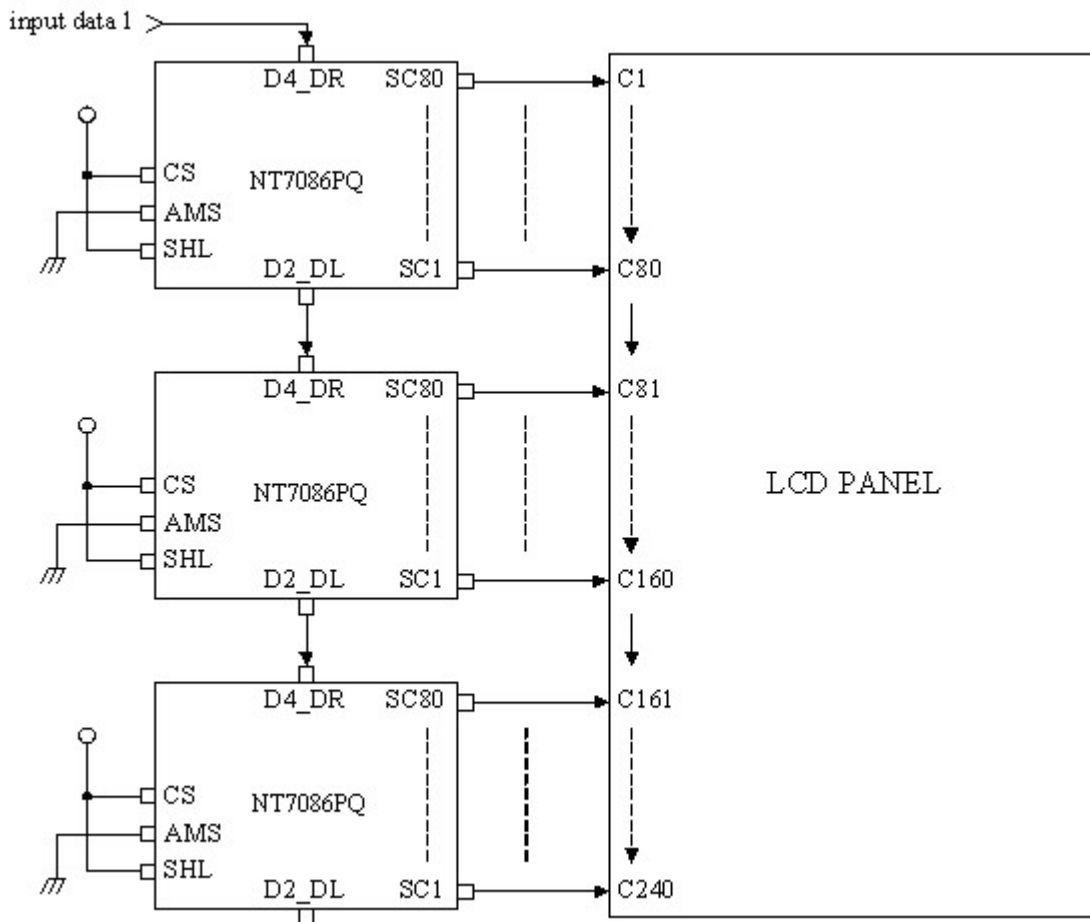 input data 1
D4_DR SC80
CS
NT7086PQ
AMS
SHL
D2_DL SC1
C1
C80
D4_DR SC80
CS
NT7086PQ
AMS
SHL
D2_DL SC1
C81
C160
LCD PANEL
D4_DR SC80
CS
NT7086PQ
AMS
SHL
D2_DL SC1
C161
C240